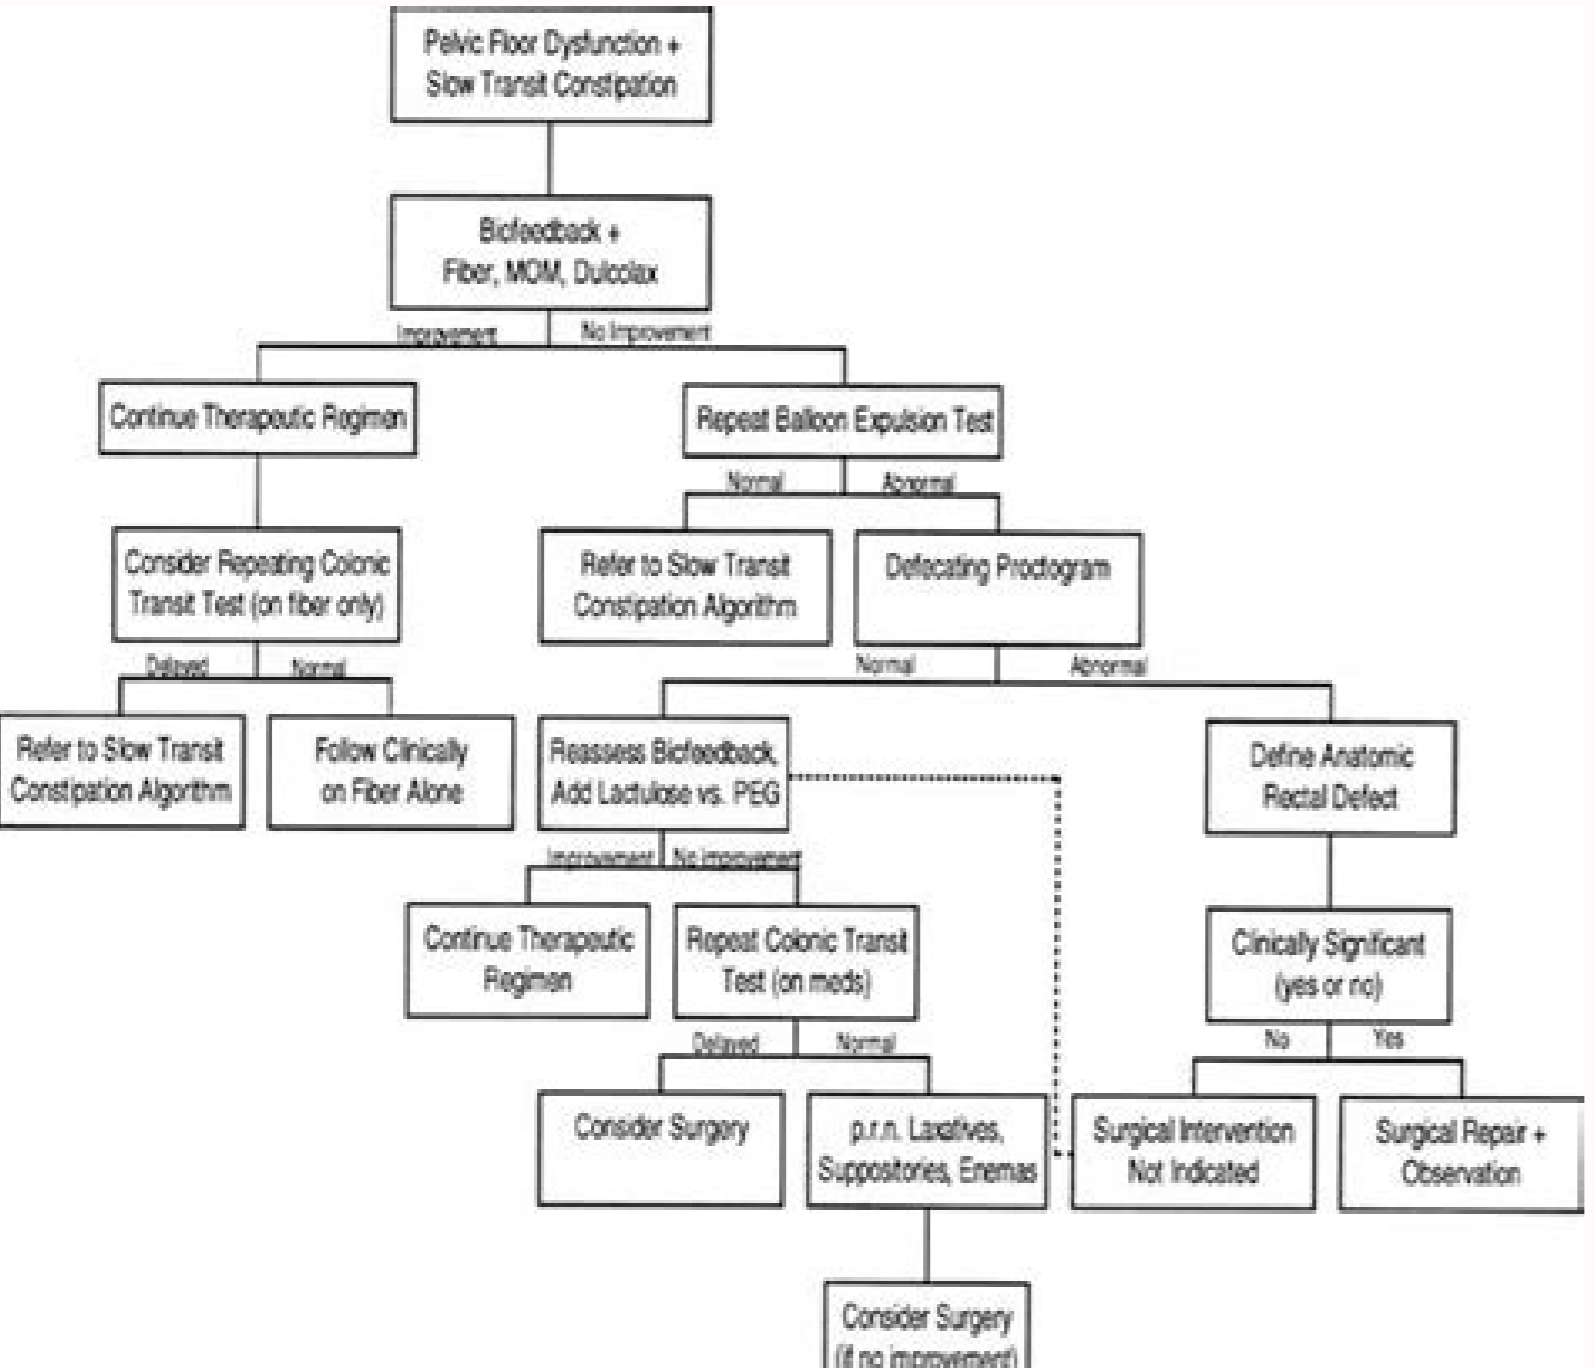 Pelvic Floor Dysfunction +
Slow Transit Constipation
Biofeedback +
Fiber, MOM, Dulcolax
Improvement
No Improvement
Continue Therapeutic Regimen
Repeat Balloon Expulsion Test
Normal
Abnormal
Consider Repeating Colonic
Transit Test (on fiber only)
Refer to Slow Transit
Constipation Algorithm
Defecating Proctogram
Delayed
Normal
Normal
Abnormal
Refer to Slow Transit
Constipation Algorithm
Follow Clinically
on Fiber Alone
Reassess Biofeedback,
Add Lactulose vs. PEG
Define Anatomic
Rectal Defect
Improvement
No improvement
Continue Therapeutic
Regimen
Repeat Colonic Transit
Test (on meds)
Clinically Significant
(yes or no)
Delayed
Normal
No
Yes
Consider Surgery
p.r.n. Laxatives,
Suppositories, Enemas
Surgical Intervention
Not Indicated
Surgical Repair +
Observation
Consider Surgery
(if no improvement)